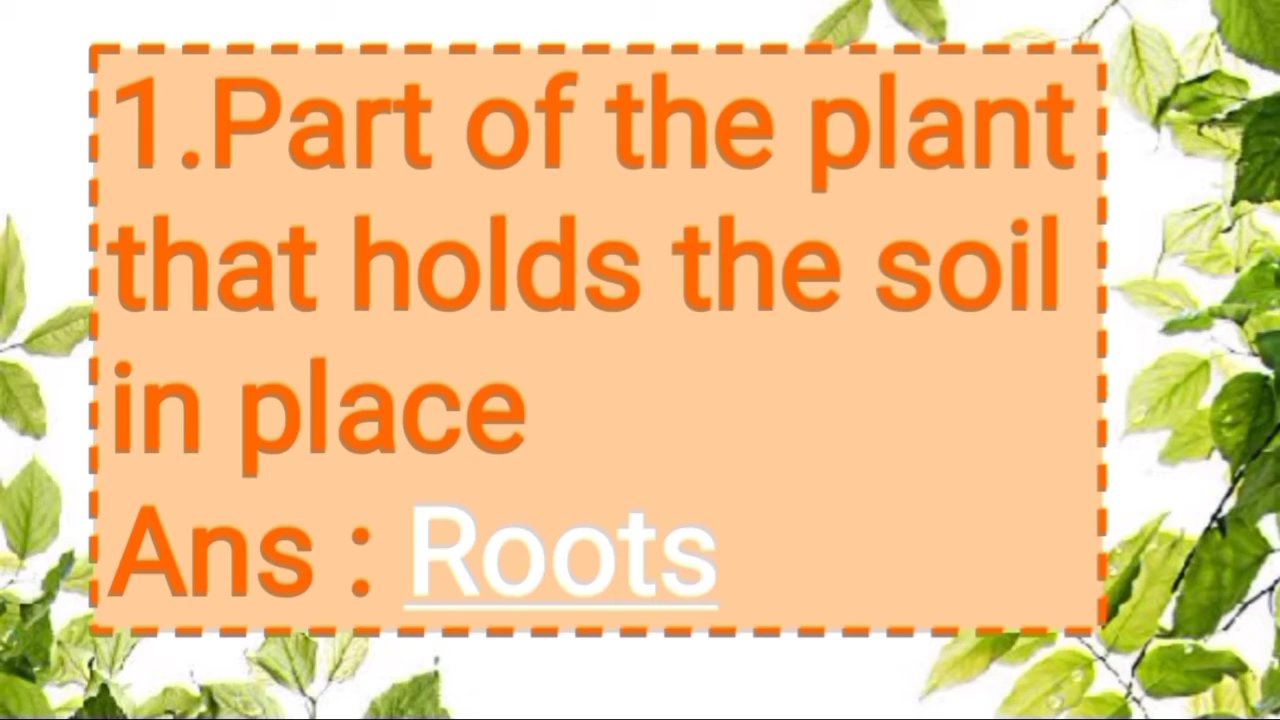 1.Part of the plant
that holds the soil
in place
Ans : Roots